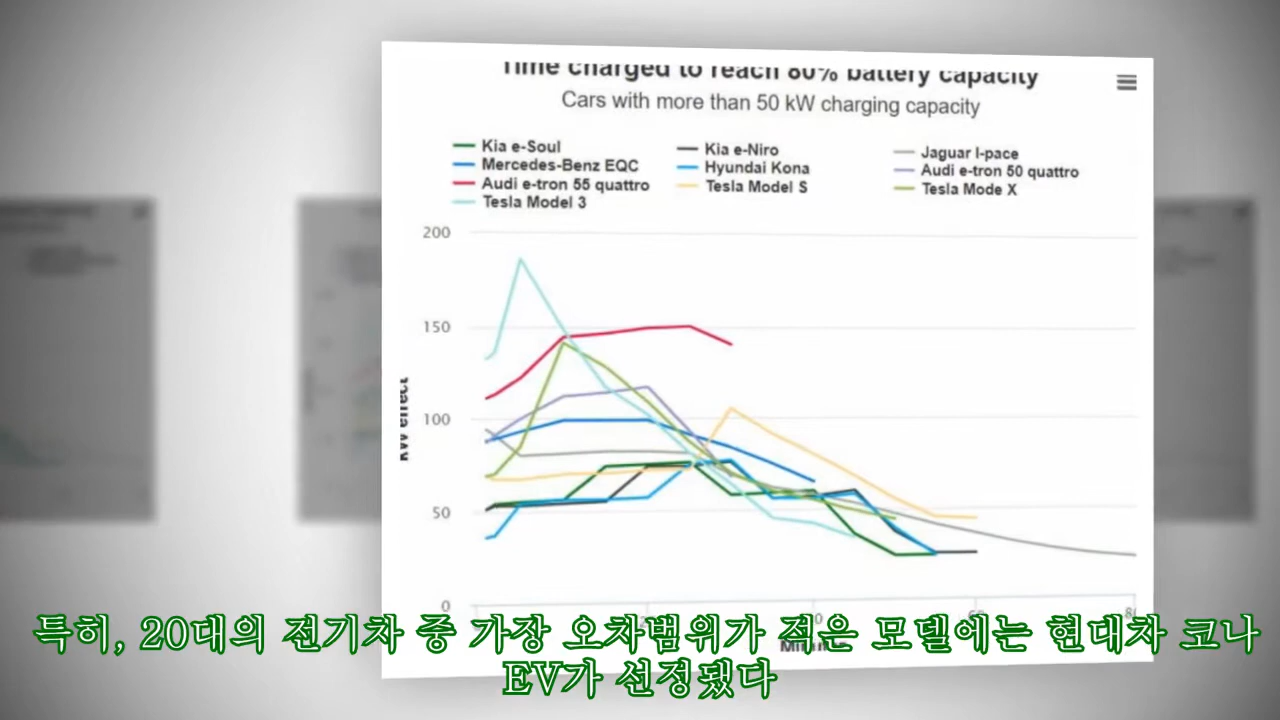 Time charged to reach 80% battery capacity
Cars with more than 50 kW charging capacity
Kia e-Soul
Kia e-Niro
Jaguar I-pace
Mercedes-Benz EQC
Hyundai Kona
Audi e-tron 50 quattro
Audi e-tron 55 quattro
Tesla Model S
Tesla Mode X
Tesla Model 3
200
150
100
50
0
kW effect
특히, 20대의 전기차 중 가장 오차범위가 적은 모델에는 현대차 코나
EV가 선정됐다